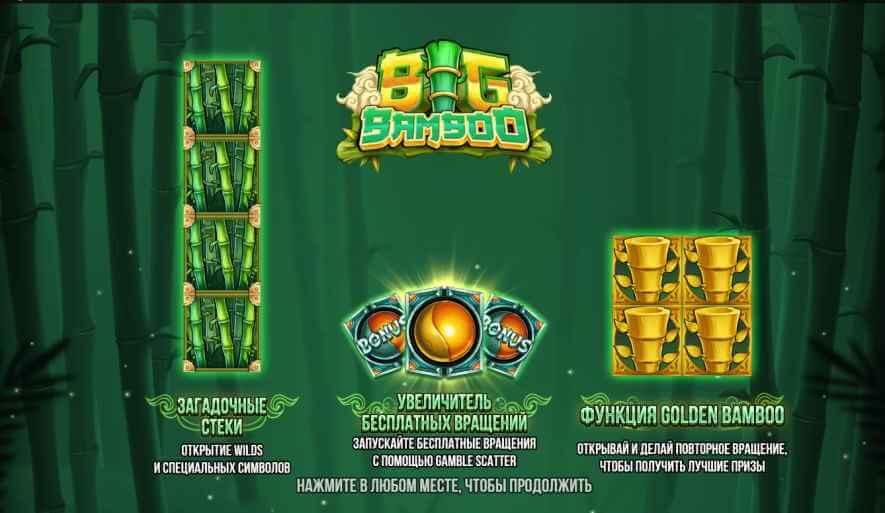 BIG
BAMBOO
BONUS
BONUS
ЗАГАДОЧНЫЕ
СТЕКИ
ОТКРЫТИЕ WILDS
И СПЕЦИАЛЬНЫХ СИМВОЛОВ
УВЕЛИЧИТЕЛЬ
БЕСПЛАТНЫХ ВРАЩЕНИЙ
ЗАПУСКАЙТЕ БЕСПЛАТНЫЕ ВРАЩЕНИЯ
С ПОМОЩЬЮ GAMBLE SCATTER
ФУНКЦИЯ GOLDEN BAMBOO
ОТКРЫВАЙ И ДЕЛАЙ ПОВТОРНОЕ ВРАЩЕНИЕ,
ЧТОБЫ ПОЛУЧИТЬ ЛУЧШИЕ ПРИЗЫ
НАЖМИТЕ В ЛЮБОМ МЕСТЕ, ЧТОБЫ ПРОДОЛЖИТЬ